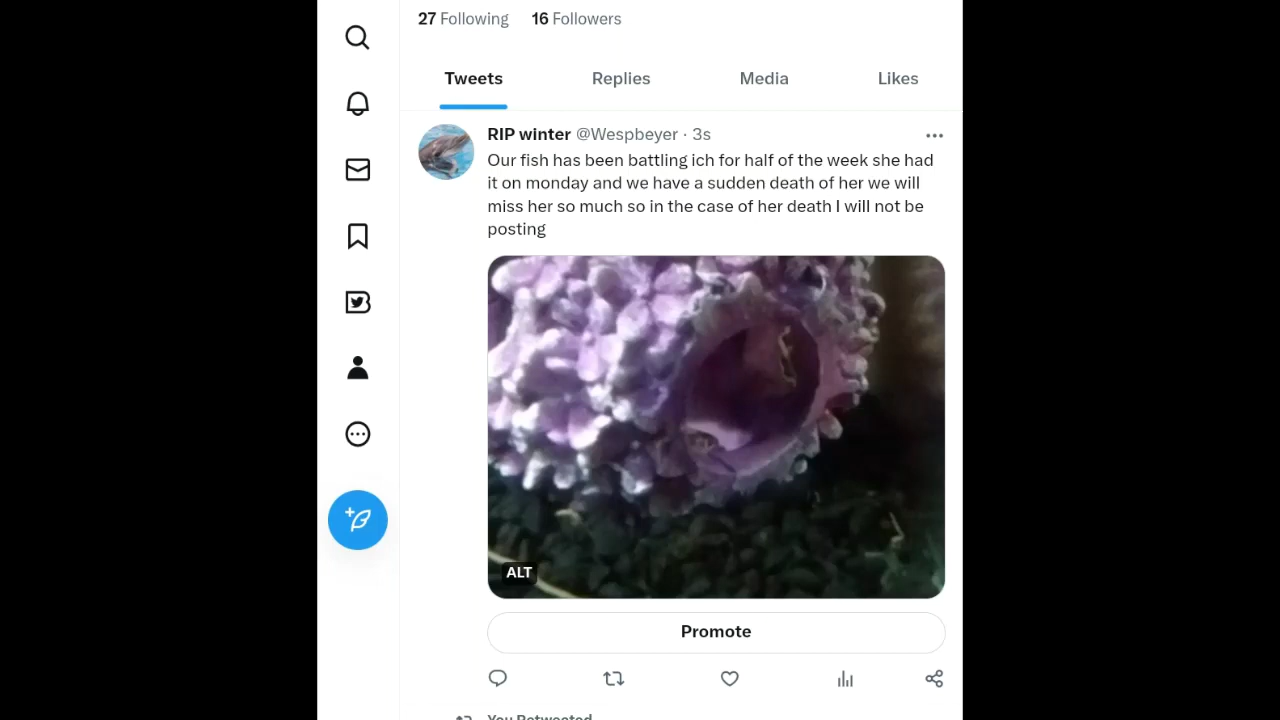 27 Following 16 Followers
Tweets Replies Media Likes
RIP winter @Wespbeyer · 3s
Our fish has been battling ich for half of the week she had
it on monday and we have a sudden death of her we will
miss her so much so in the case of her death I will not be
posting
ALT
Promote
You Retweeted